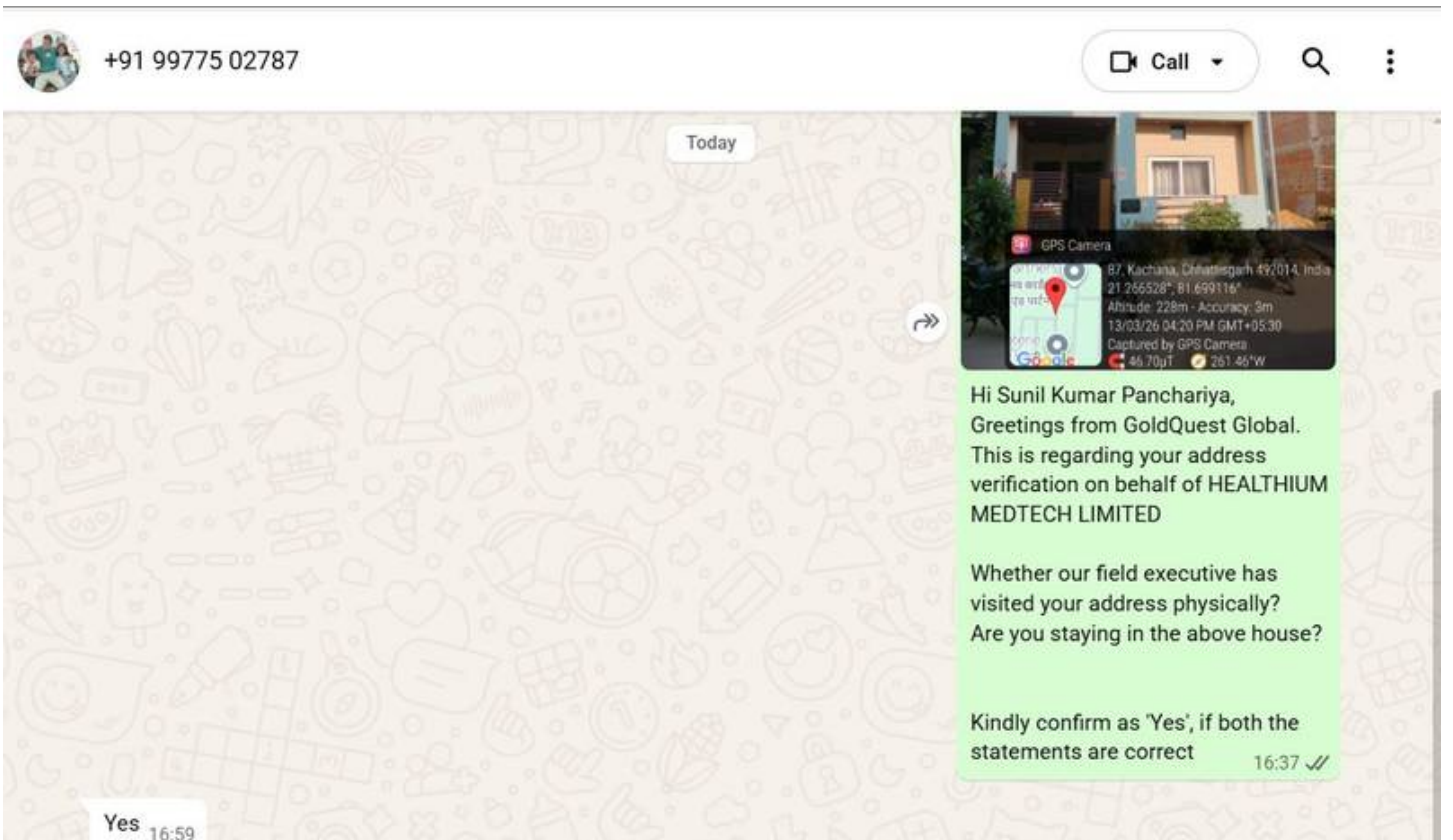 +91 99775 02787
Call
Today
GPS Camera
87, Kachana, Chhattisgarh 492014, India
21.266528°, 81.699116°
Altitude: 228m - Accuracy: 3m
13/03/26 04:20 PM GMT+05:30
Captured by GPS Camera
Google
46.70µT 261.46°W
Hi Sunil Kumar Panchariya,
Greetings from GoldQuest Global.
This is regarding your address
verification on behalf of HEALTHIUM
MEDTECH LIMITED
Whether our field executive has
visited your address physically?
Are you staying in the above house?
Kindly confirm as 'Yes', if both the
statements are correct
16:37
Yes
16:59